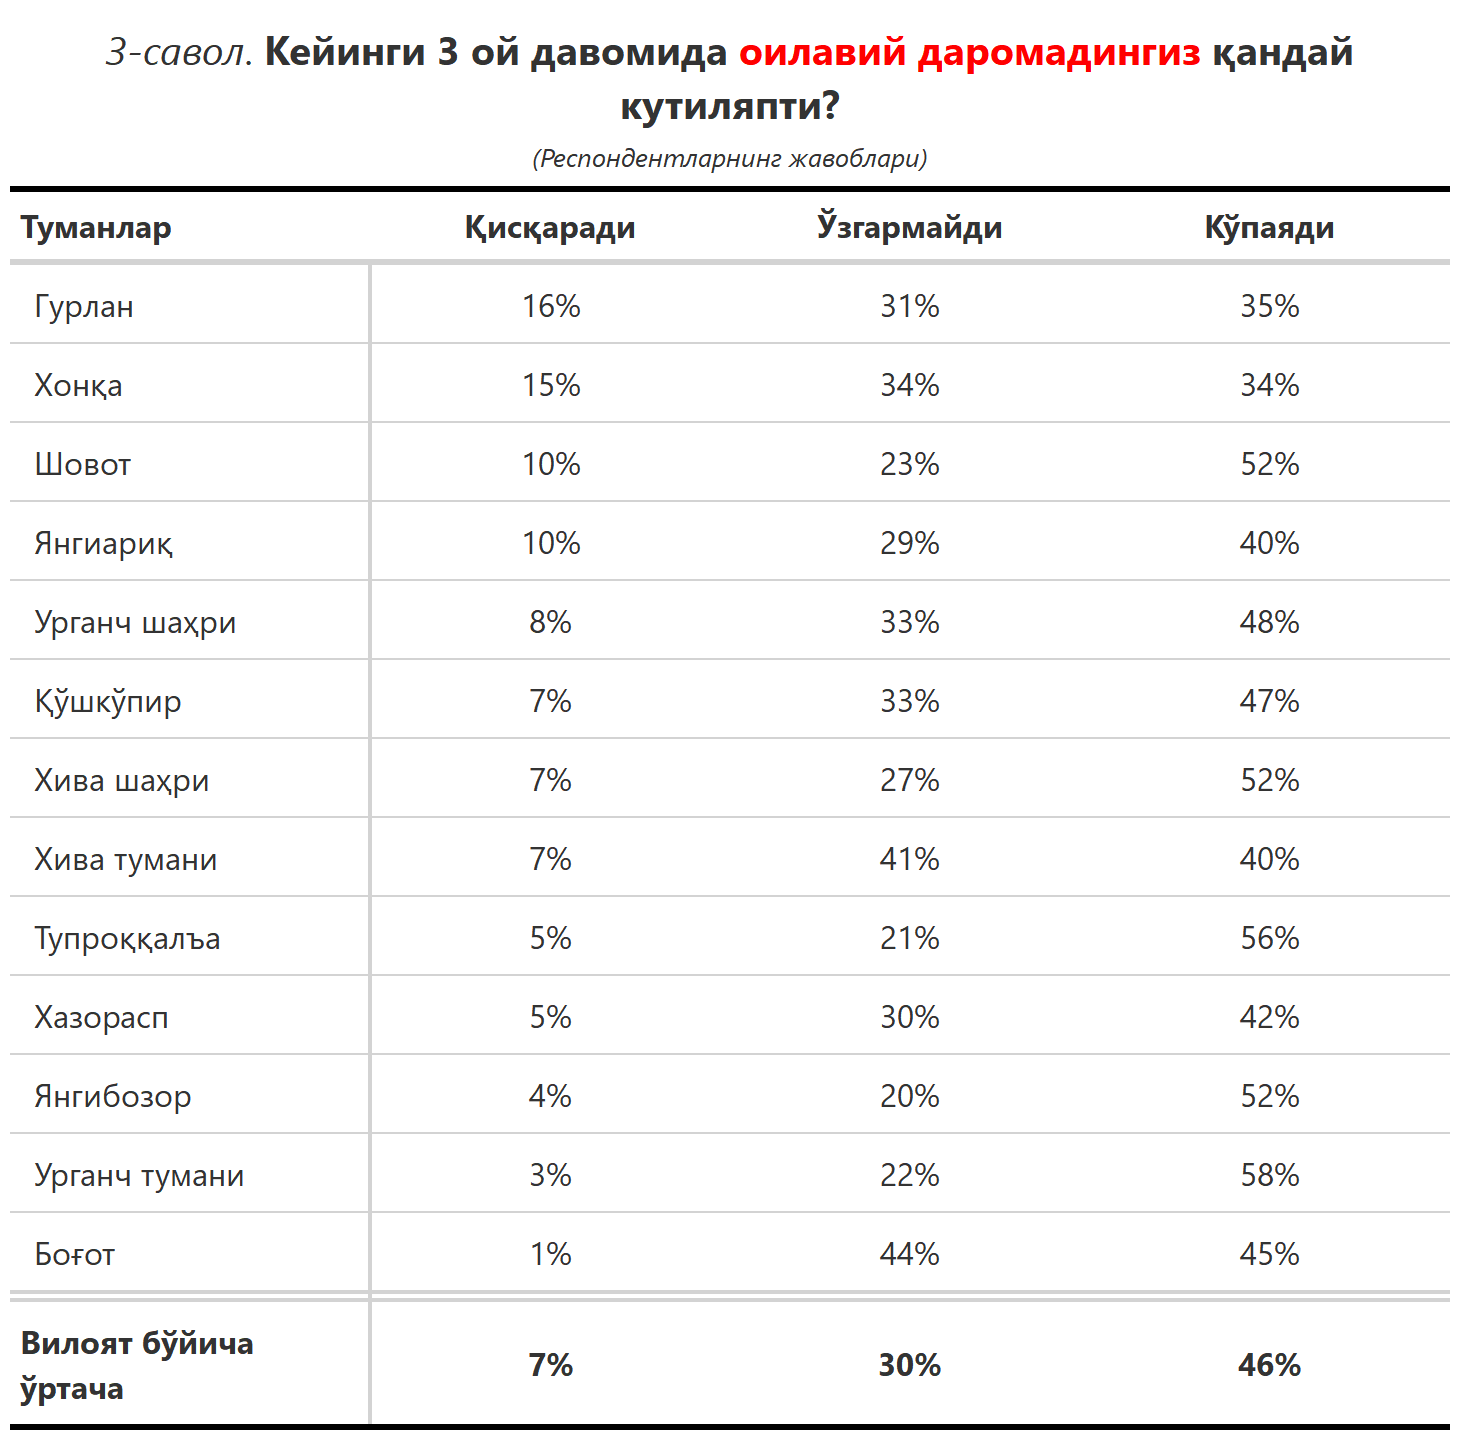 3-савол. Кейинги 3 ой давомида оилавий даромадингиз қандай
кутиляпти?
(Респондентларнинг жавоблари)
Туманлар Қисқаради Ўзгармайди Кўпаяди
Гурлан 16% 31% 35%
Хонқа 15% 34% 34%
Шовот 10% 23% 52%
Янгиариқ 10% 29% 40%
Урганч шаҳри 8% 33% 48%
Қўшкўпир 7% 33% 47%
Хива шаҳри 7% 27% 52%
Хива тумани 7% 41% 40%
Тупроққалъа 5% 21% 56%
Хазорасп 5% 30% 42%
Янгибозор 4% 20% 52%
Урганч тумани 3% 22% 58%
Боғот 1% 44% 45%
Вилоят бўйича
ўртача 7% 30% 46%